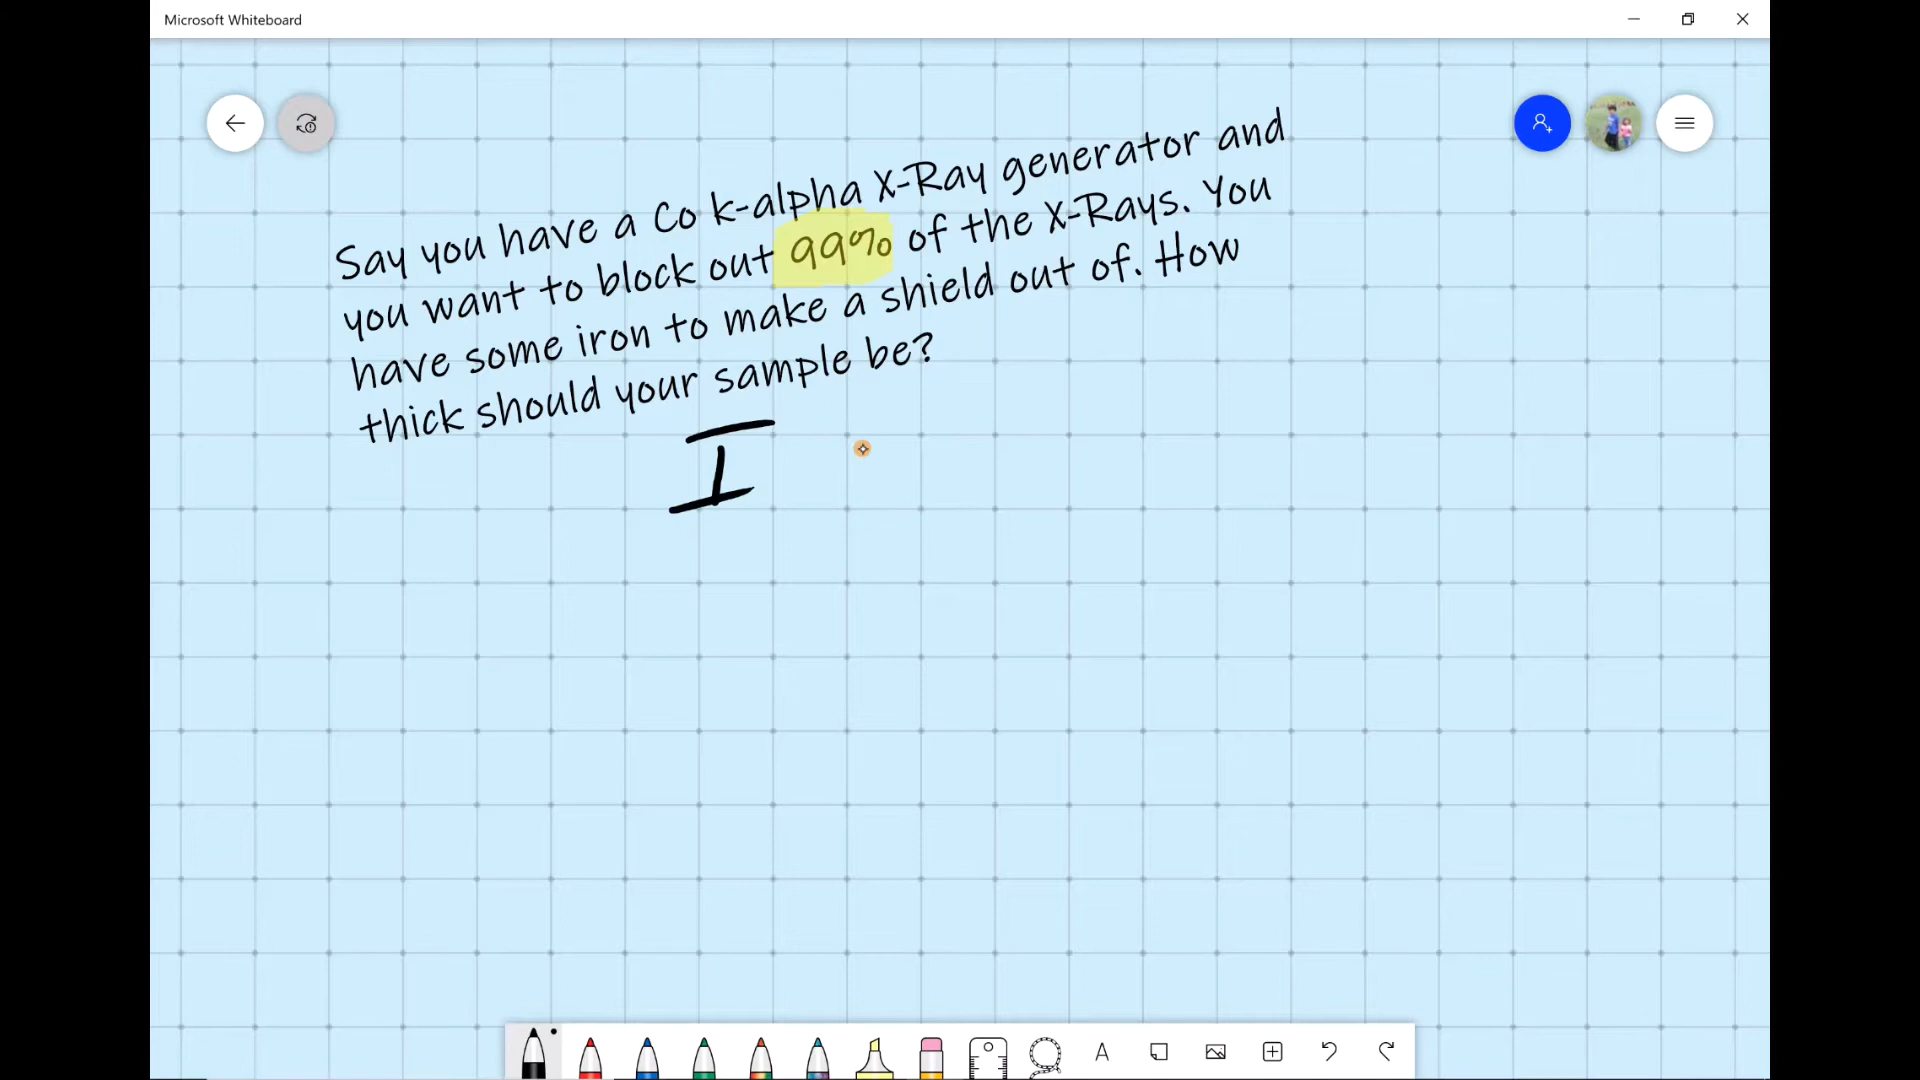 Microsoft Whiteboard
Say you have a Co k-alpha X-Ray generator and
you want to block out 99% of the X-Rays. You
have some iron to make a shield out of. How
thick should your sample be?
I
A